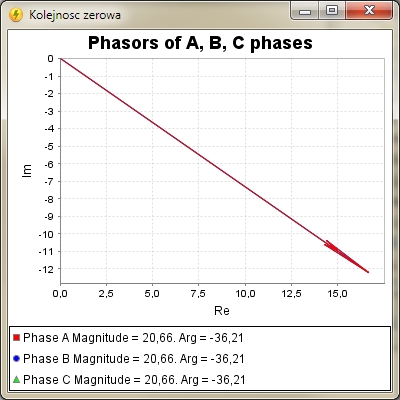 Kolejnosc zerowa
Phasors of A, B, C phases
Im
0
-1
-2
-3
-4
-5
-6
-7
-8
-9
-10
-11
-12
0,0 2,5 5,0 7,5 10,0 12,5 15,0
Re
Phase A Magnitude = 20,66. Arg = -36,21
Phase B Magnitude = 20,66. Arg = -36,21
Phase C Magnitude = 20,66. Arg = -36,21